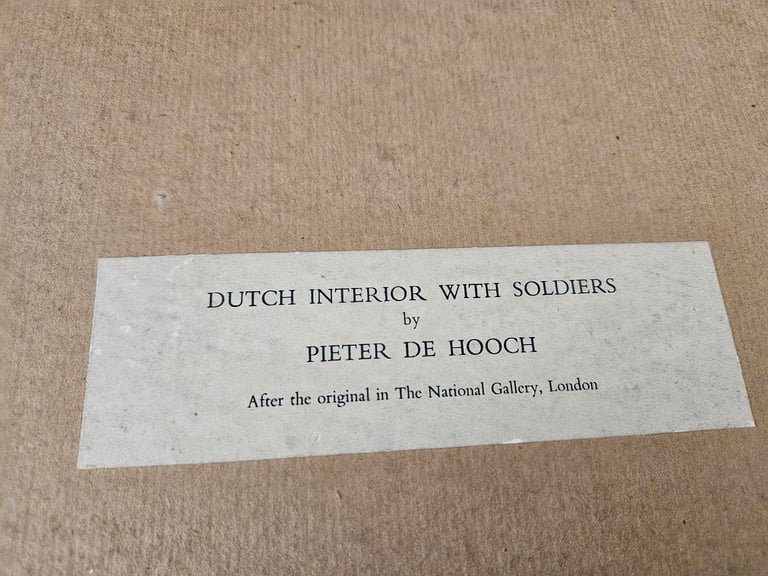 DUTCH INTERIOR WITH SOLDIERS
by
PIETER DE HOOCH
After the original in The National Gallery, London